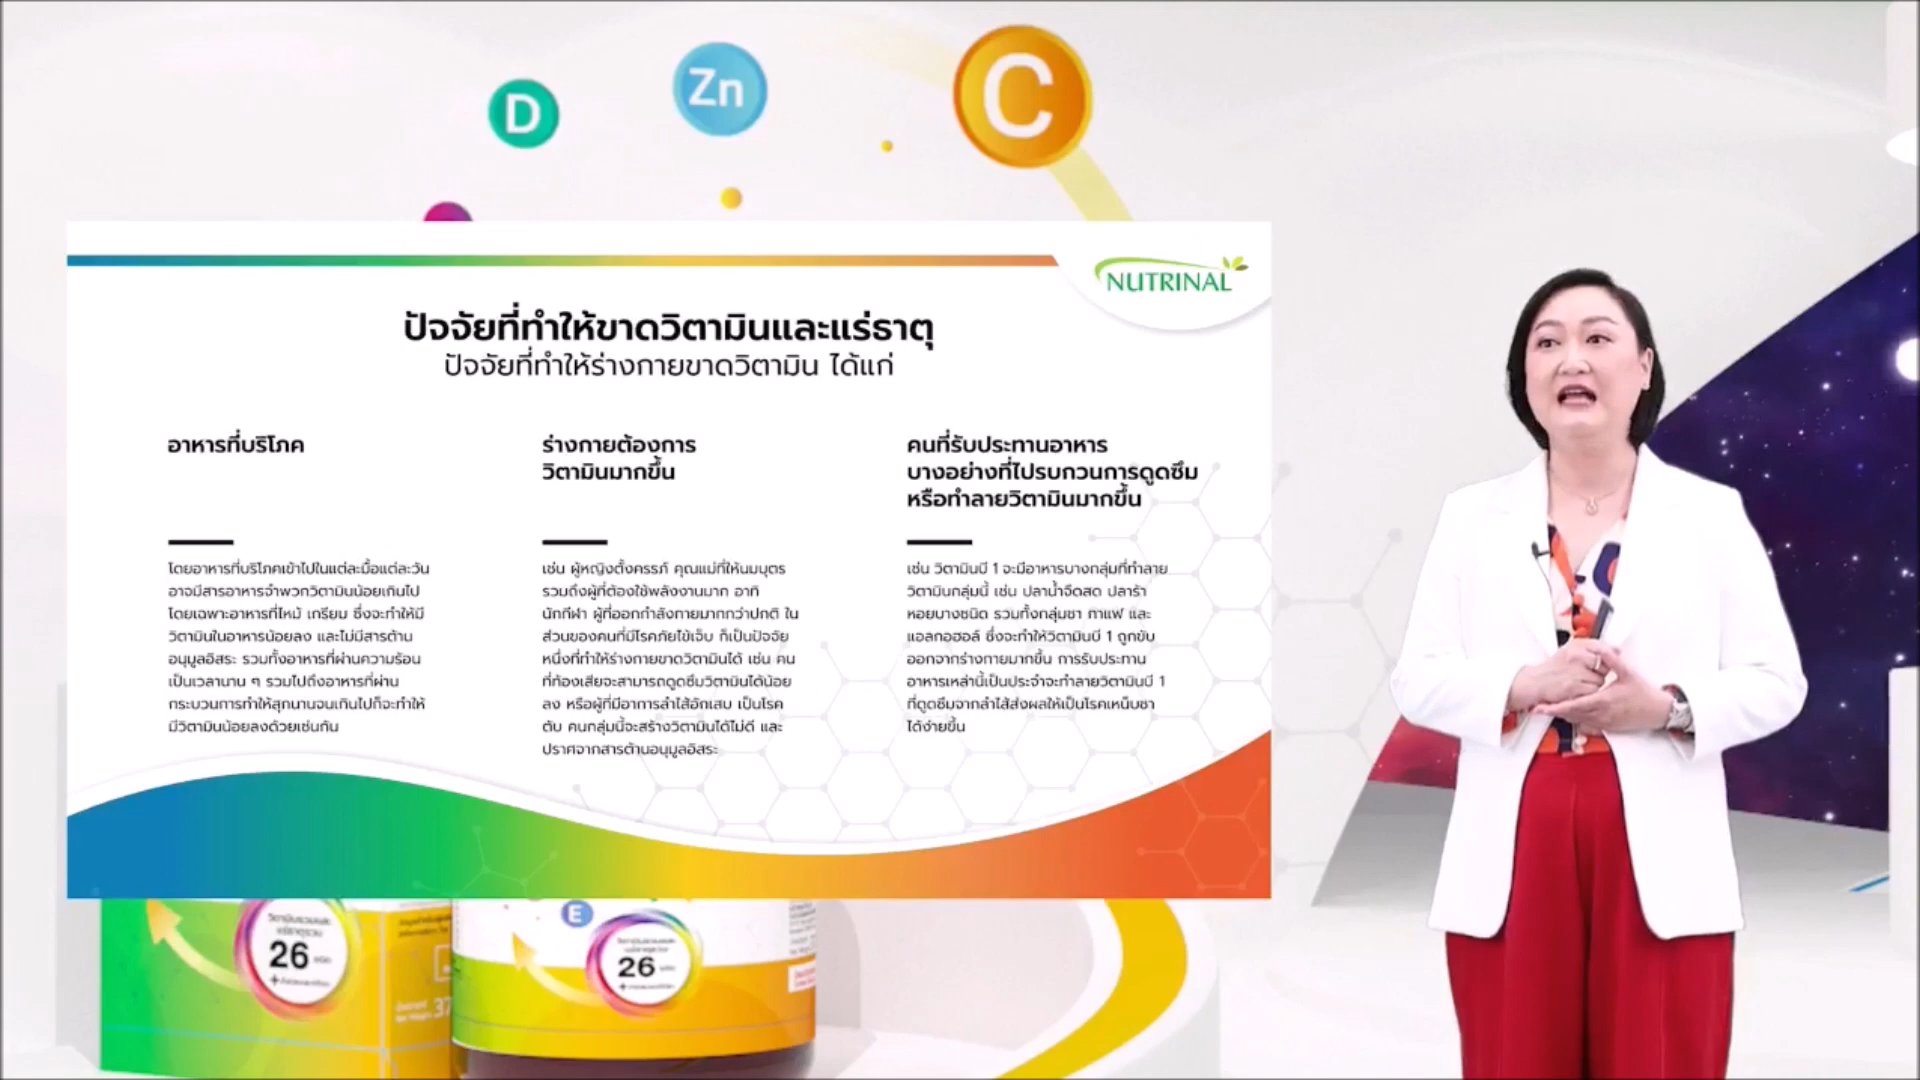 D
Zn
C
NUTRINAL
ปัจจัยที่ทำให้ขาดวิตามินและแร่ธาตุ
ปัจจัยที่ทำให้ร่างกายขาดวิตามิน ได้แก่
อาหารที่บริโภค
โดยอาหารที่บริโภคเข้าไปในแต่ละมื้อแต่ละวัน
อาจมีสารอาหารจำพวกวิตามินน้อยเกินไป
โดยเฉพาะอาหารที่ไหม้ เกรียม ซึ่งจะทำให้มี
วิตามินในอาหารน้อยลง และไม่มีสารต้าน
อนุมูลอิสระ รวมทั้งอาหารที่ผ่านความร้อน
เป็นเวลานาน ๆ รวมไปถึงอาหารที่ผ่าน
กระบวนการทำให้สุกนานจนเกินไปก็จะทำให้
มีวิตามินน้อยลงด้วยเช่นกัน
ร่างกายต้องการ
วิตามินมากขึ้น
เช่น ผู้หญิงตั้งครรภ์ คุณแม่ที่ให้นมบุตร
รวมถึงผู้ที่ต้องใช้พลังงานมาก อาทิ
นักกีฬา ผู้ที่ออกกำลังกายมากกว่าปกติ ใน
ส่วนของคนที่มีโรคภัยไข้เจ็บ ก็เป็นปัจจัย
หนึ่งที่ทำให้ร่างกายขาดวิตามินได้ เช่น คน
ที่ท้องเสียจะสามารถดูดซึมวิตามินได้น้อย
ลง หรือผู้ที่มีอาการลำไส้อักเสบ เป็นโรค
ตับ คนกลุ่มนี้จะสร้างวิตามินได้ไม่ดี และ
ปราศจากสารต้านอนุมูลอิสระ
คนที่รับประทานอาหาร
บางอย่างที่ไปรบกวนการดูดซึม
หรือทำลายวิตามินมากขึ้น
เช่น วิตามินบี 1 จะมีอาหารบางกลุ่มที่ทำลาย
วิตามินกลุ่มนี้ เช่น ปลาน้ำจืดสด ปลาร้า
หอยบางชนิด รวมทั้งกลุ่มชา กาแฟ และ
แอลกอฮอล์ ซึ่งจะทำให้วิตามินบี 1 ถูกขับ
ออกจากร่างกายมากขึ้น การรับประทาน
อาหารเหล่านี้เป็นประจำจะทำลายวิตามินบี 1
ที่ดูดซึมจากลำไส้ส่งผลให้เป็นโรคเหน็บชา
ได้ง่ายขึ้น
วิตามินรวมและ
แร่ธาตุรวม
26
E
26